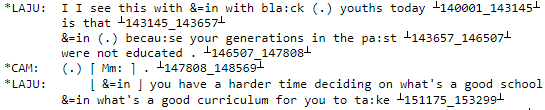 *LAJU: I I see this with &=in with bla:ck (.) youths today ┴140001_143145┴
is that ┴143145_143657┴
&=in (.) becau:se your generations in the pa:st ┴143657_146507┴
were not educated . ┴146507_147808┴
*CAM: (.) ⌈ Mm: ⌉ . ┴147808_148569┴
*LAJU: ⌊ &=in ⌋ you have a harder time deciding on what's a good school
&=in what's a good curriculum for you to ta:ke ┴151175_153299┴